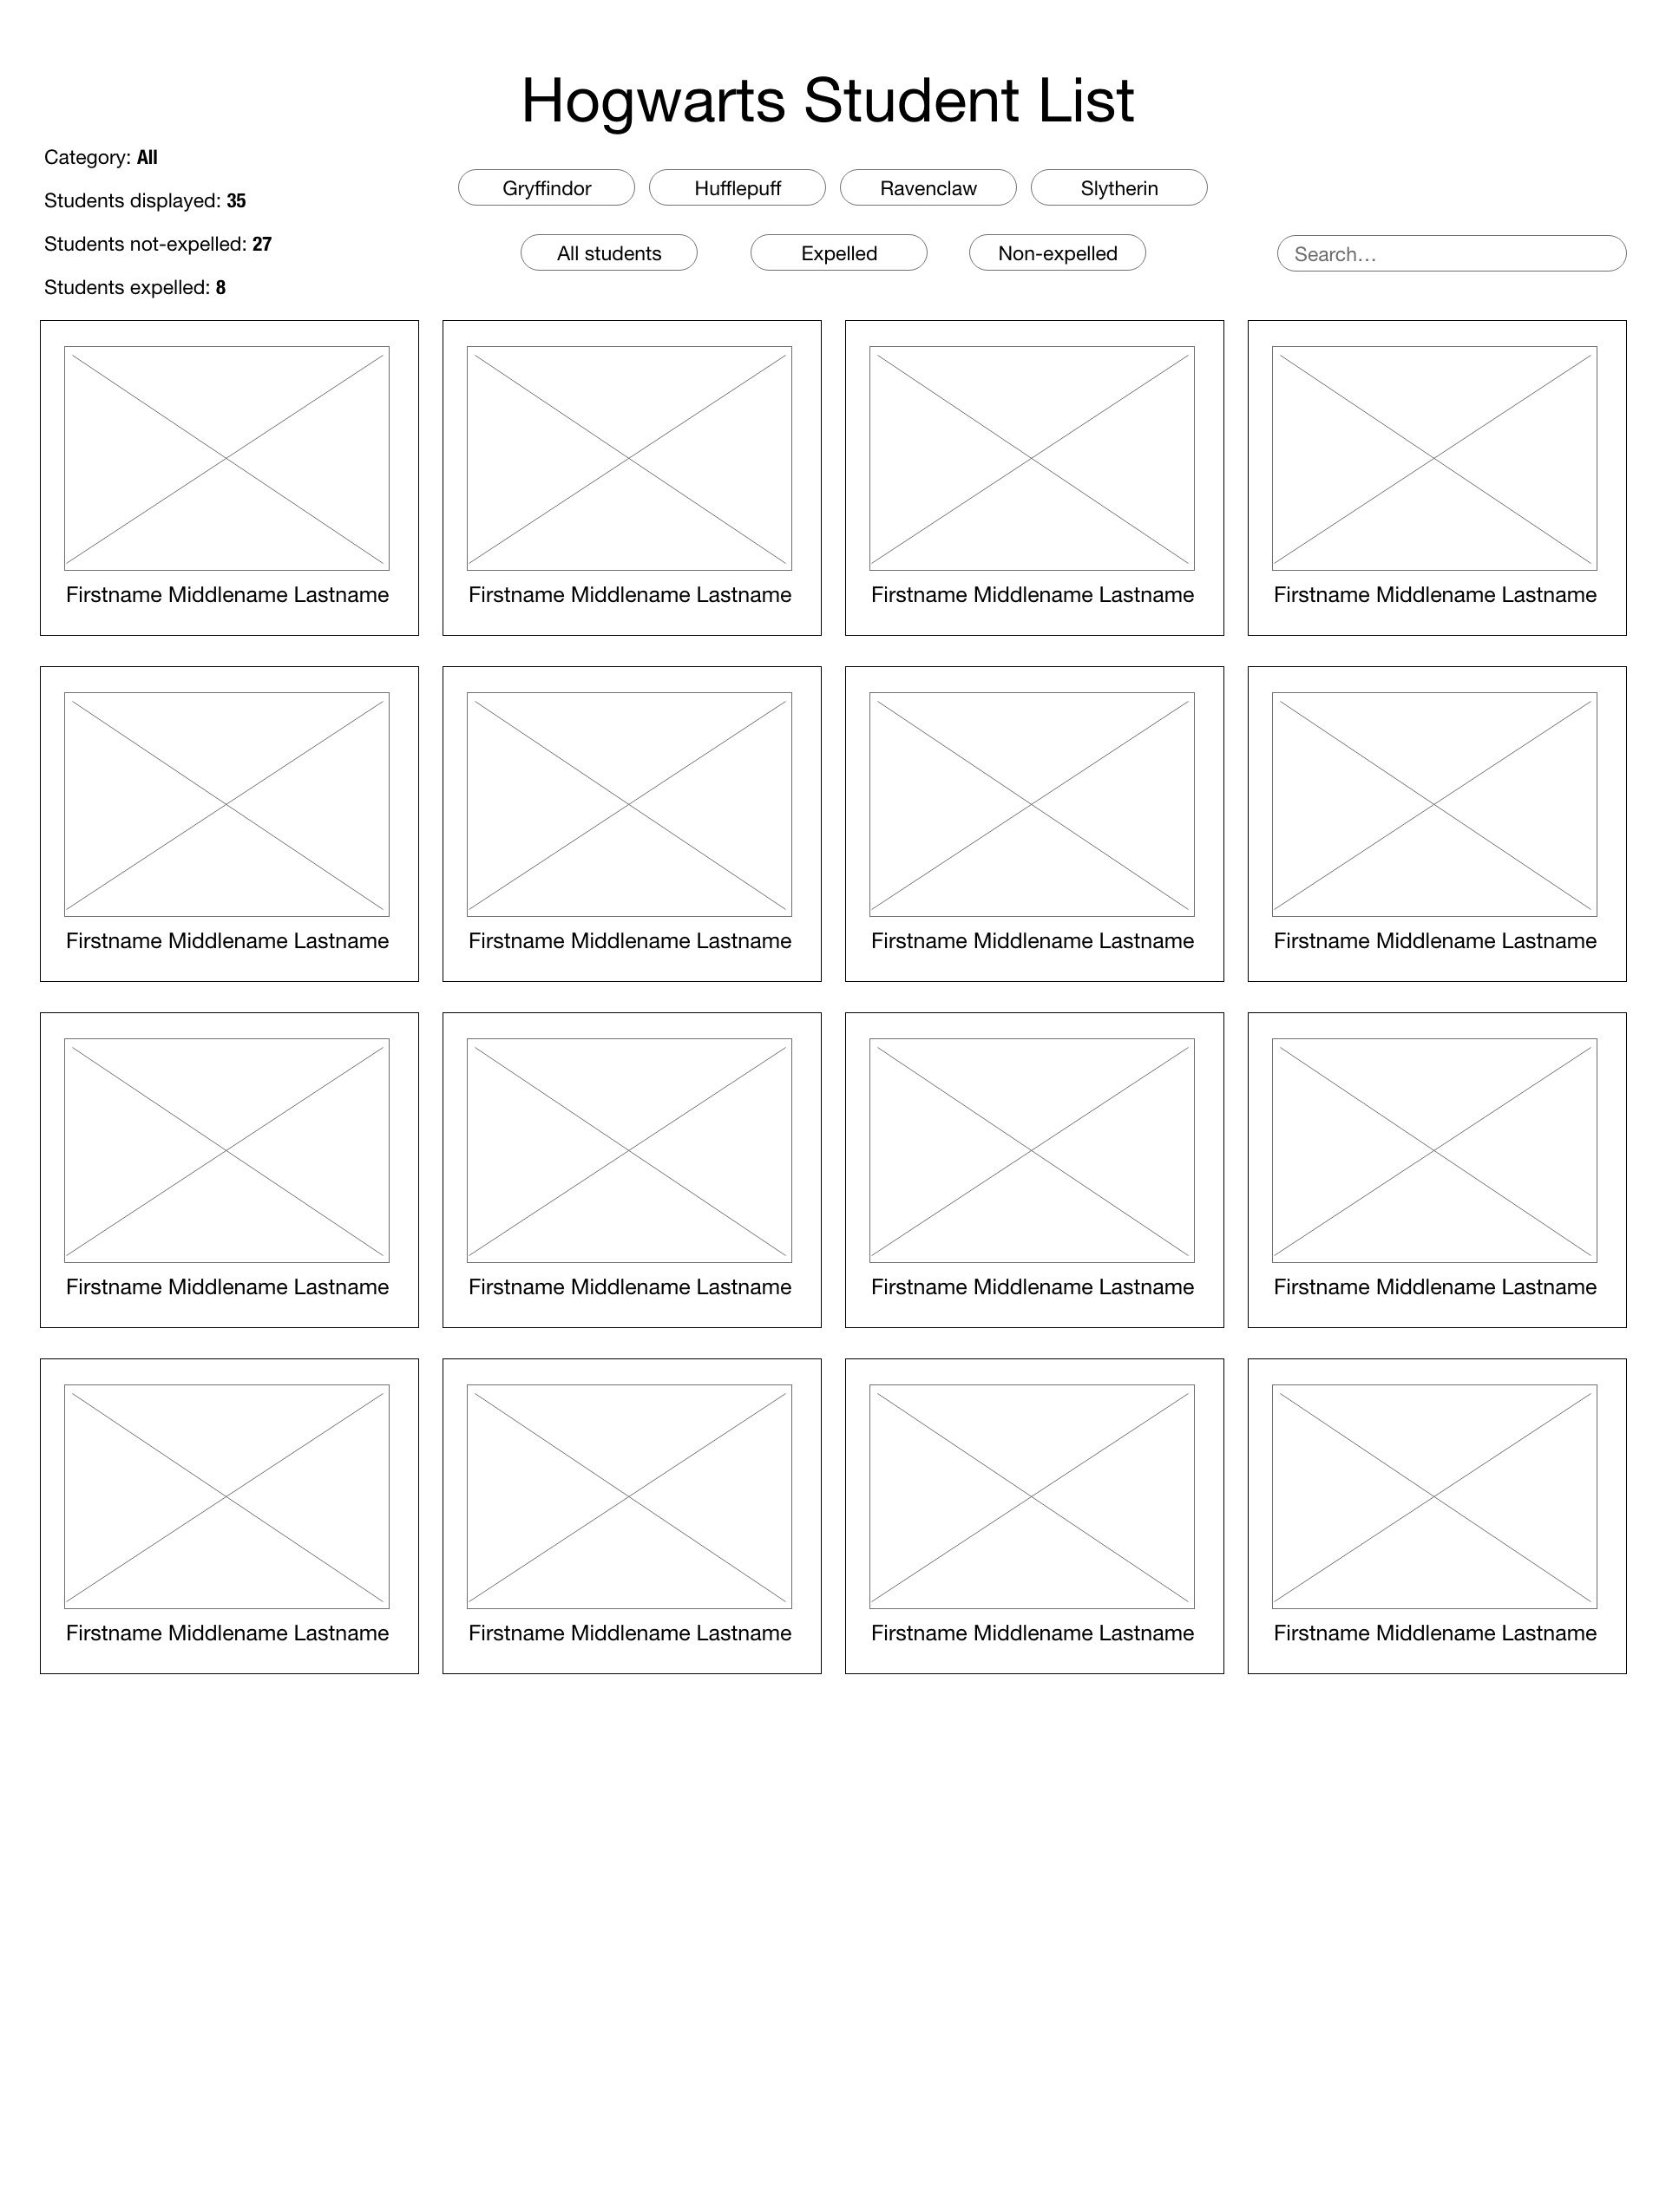 Hogwarts Student List
Category: All
Students displayed: 35
Students not-expelled: 27
Students expelled: 8
Gryffindor Hufflepuff Ravenclaw Slytherin
All students Expelled Non-expelled
Search...
Firstname Middlename Lastname Firstname Middlename Lastname Firstname Middlename Lastname Firstname Middlename Lastname
Firstname Middlename Lastname Firstname Middlename Lastname Firstname Middlename Lastname Firstname Middlename Lastname
Firstname Middlename Lastname Firstname Middlename Lastname Firstname Middlename Lastname Firstname Middlename Lastname
Firstname Middlename Lastname Firstname Middlename Lastname Firstname Middlename Lastname Firstname Middlename Lastname